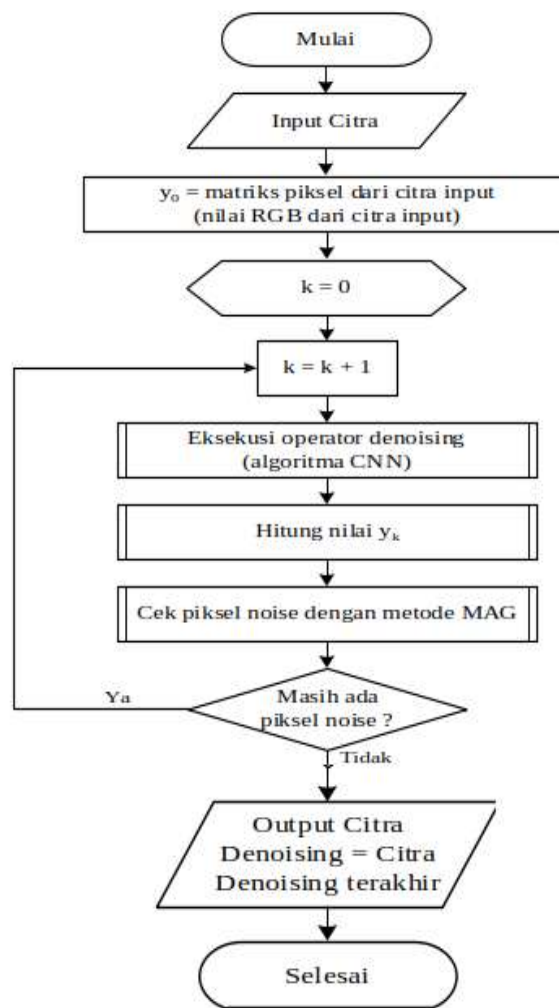 Mulai
Input Citra
y₀ = matriks piksel dari citra input
(nilai RGB dari citra input)
k = 0
k = k + 1
Eksekusi operator denoising
(algoritma CNN)
Hitung nilai yₖ
Cek piksel noise dengan metode MAG
Masih ada
piksel noise ?
Ya
Tidak
Output Citra
Denoising = Citra
Denoising terakhir
Selesai